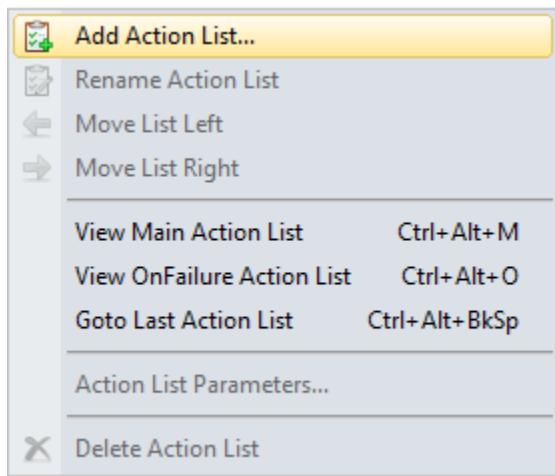 Add Action List...
Rename Action List
Move List Left
Move List Right
View Main Action List Ctrl+Alt+M
View OnFailure Action List Ctrl+Alt+O
Goto Last Action List Ctrl+Alt+BkSp
Action List Parameters...
Delete Action List